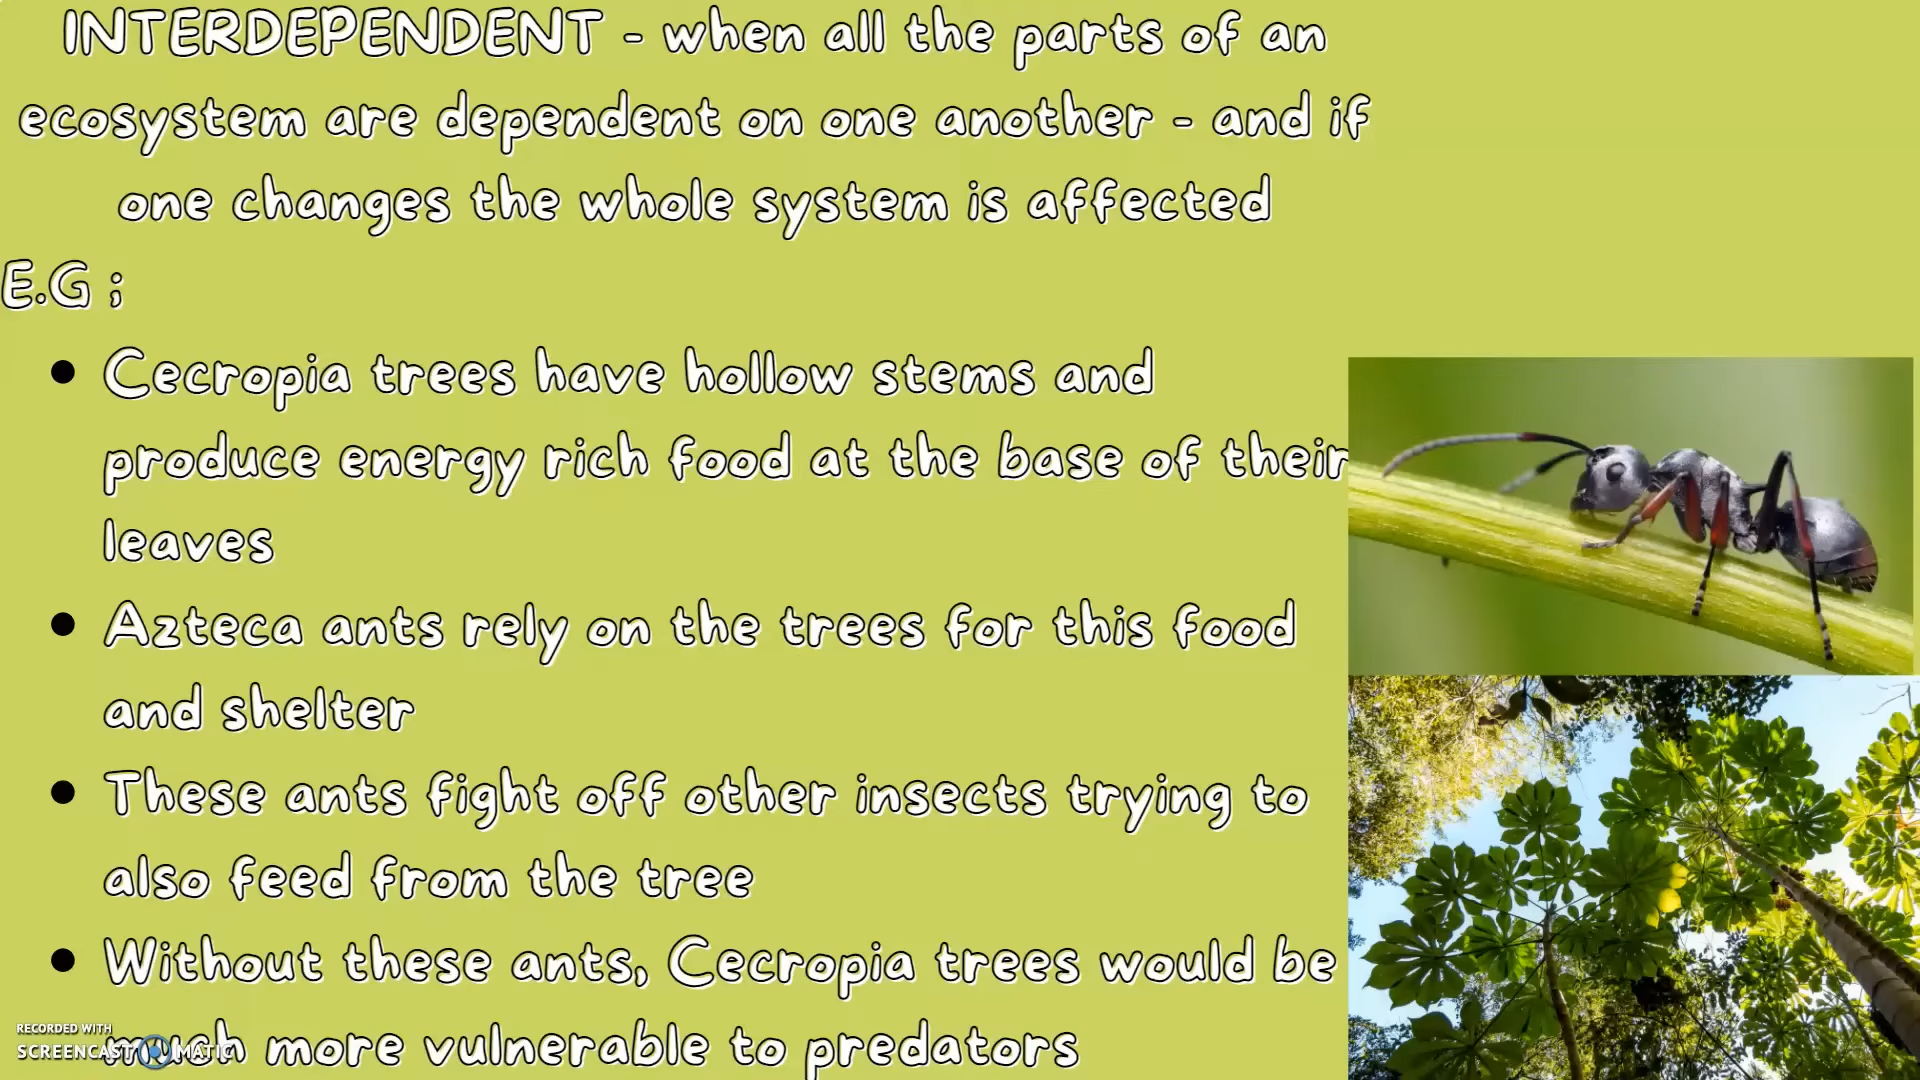 INTERDEPENDENT - when all the parts of an
ecosystem are dependent on one another - and if
one changes the whole system is affected
E.G ;
• Cecropia trees have hollow stems and
produce energy rich food at the base of their
leaves
• Azteca ants rely on the trees for this food
and shelter
• These ants fight off other insects trying to
also feed from the tree
• Without these ants, Cecropia trees would be
much more vulnerable to predators
RECORDED WITH
SCREENCAST-O-MATIC